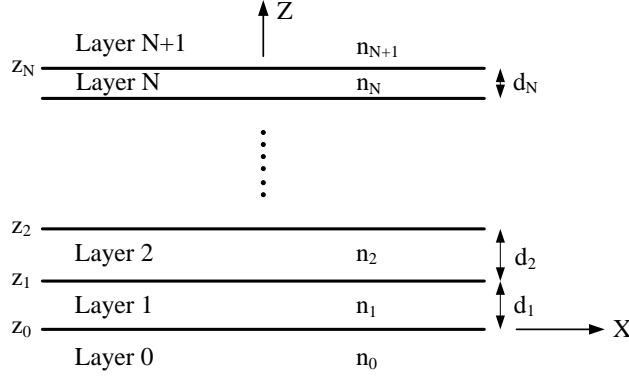 Z
Layer N+1 n_{N+1}
z_N
Layer N n_N d_N
z_2
Layer 2 n_2 d_2
z_1
Layer 1 n_1 d_1
z_0 X
Layer 0 n_0